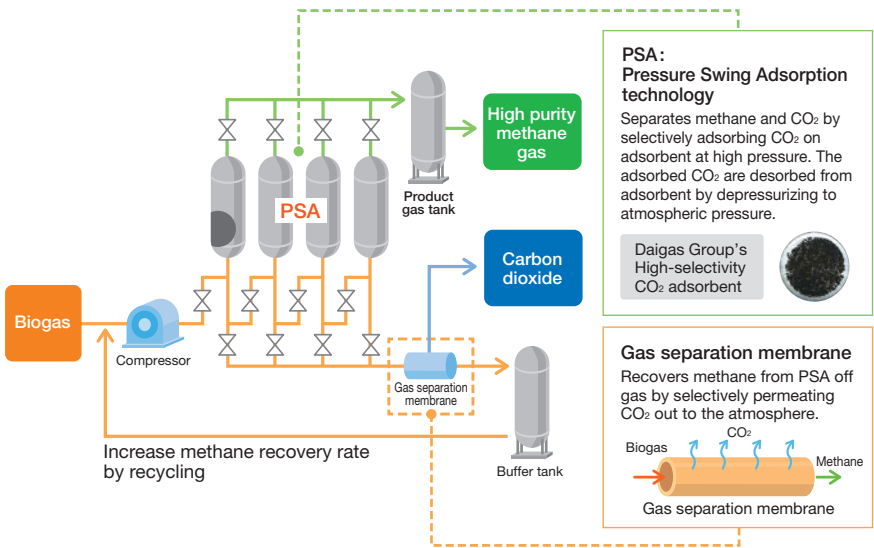 PSA:
Pressure Swing Adsorption
technology
Separates methane and CO₂ by
selectively adsorbing CO₂ on
adsorbent at high pressure. The
adsorbed CO₂ are desorbed from
adsorbent by depressurizing to
atmospheric pressure.
Daigas Group's
High-selectivity
CO₂ adsorbent
High purity
methane
gas
Product
gas tank
PSA
Carbon
dioxide
Biogas
Compressor
Gas separation
membrane
Buffer tank
Increase methane recovery rate
by recycling
Gas separation membrane
Recovers methane from PSA off
gas by selectively permeating
CO₂ out to the atmosphere.
CO₂
Biogas
Methane
Gas separation membrane